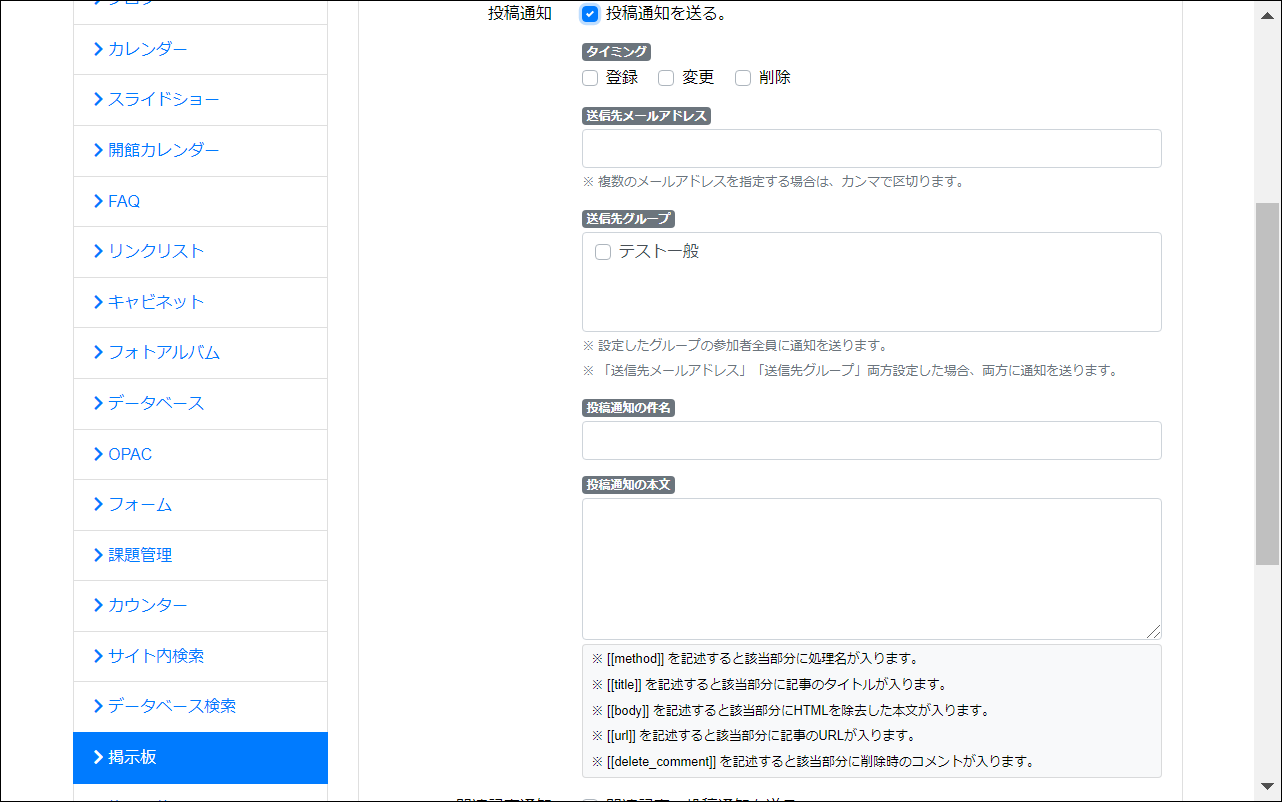 カレンダー
スライドショー
開館カレンダー
FAQ
リンクリスト
キャビネット
フォトアルバム
データベース
OPAC
フォーム
課題管理
カウンター
サイト内検索
データベース検索
掲示板
投稿通知
投稿通知を送る。
タイミング
登録 変更 削除
送信先メールアドレス
※ 複数のメールアドレスを指定する場合は、カンマで区切ります。
送信先グループ
テスト一般
※ 設定したグループの参加者全員に通知を送ります。
※ 「送信先メールアドレス」「送信先グループ」両方設定した場合、両方に通知を送ります。
投稿通知の件名
投稿通知の本文
※ [[method]] を記述すると該当部分に処理名が入ります。
※ [[title]] を記述すると該当部分に記事のタイトルが入ります。
※ [[body]] を記述すると該当部分にHTMLを除去した本文が入ります。
※ [[url]] を記述すると該当部分に記事のURLが入ります。
※ [[delete_comment]] を記述すると該当部分に削除時のコメントが入ります。